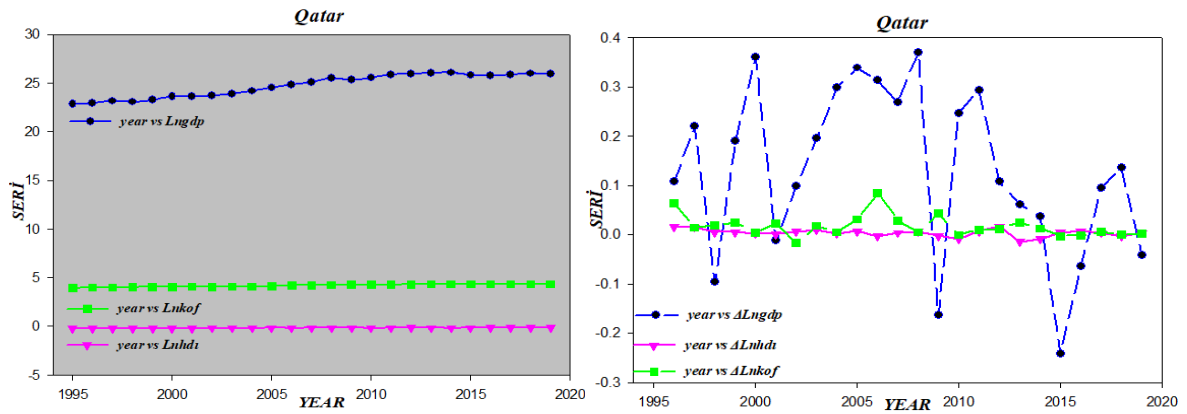 Qatar
30
25
20
15
10
5
0
-5
SERİ
year vs Lngdp
year vs Lnkof
year vs Lnhdı
1995
2000
2005
2010
2015
2020
YEAR
Qatar
0.4
0.3
0.2
0.1
0.0
-0.1
-0.2
-0.3
SERİ
year vs ΔLngdp
year vs ΔLnhdı
year vs ΔLnkof
1995
2000
2005
2010
2015
2020
YEAR